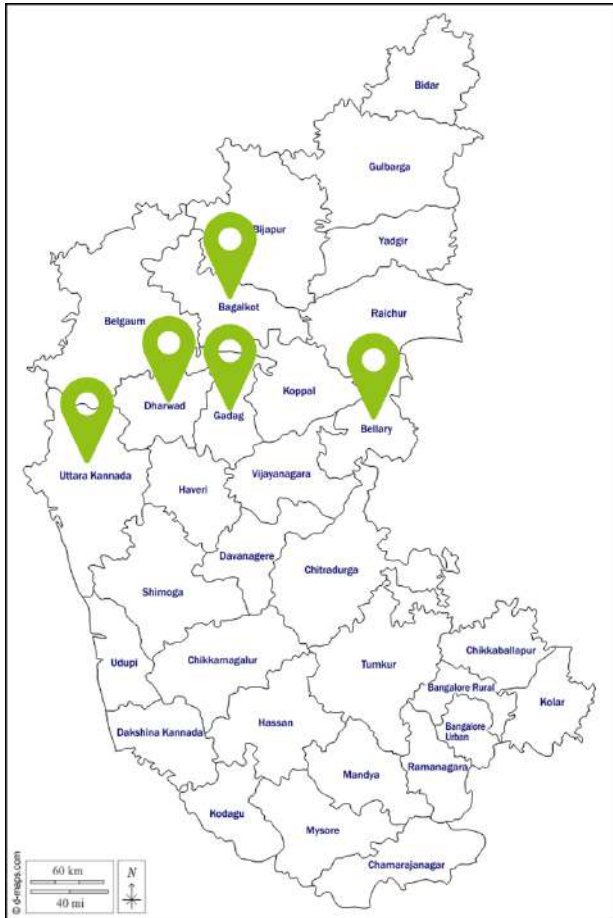 Bidar
Gulbarga
Bijapur
Yadgir
Bagalkot
Raichur
Belgaum
Koppal
Dharwad
Gadag
Bellary
Uttara Kannada
Vijayanagara
Haveri
Davanagere
Chitradurga
Shimoga
Chikkaballapur
Udupi
Chikkamagalur
Tumkur
Bangalore Rural
Kolar
Dakshina Kannada
Hassan
Bangalore
Urban
Mandya
Ramanagara
Kodagu
Mysore
Chamarajanagar
60 km
40 mi
N
© d-maps.com